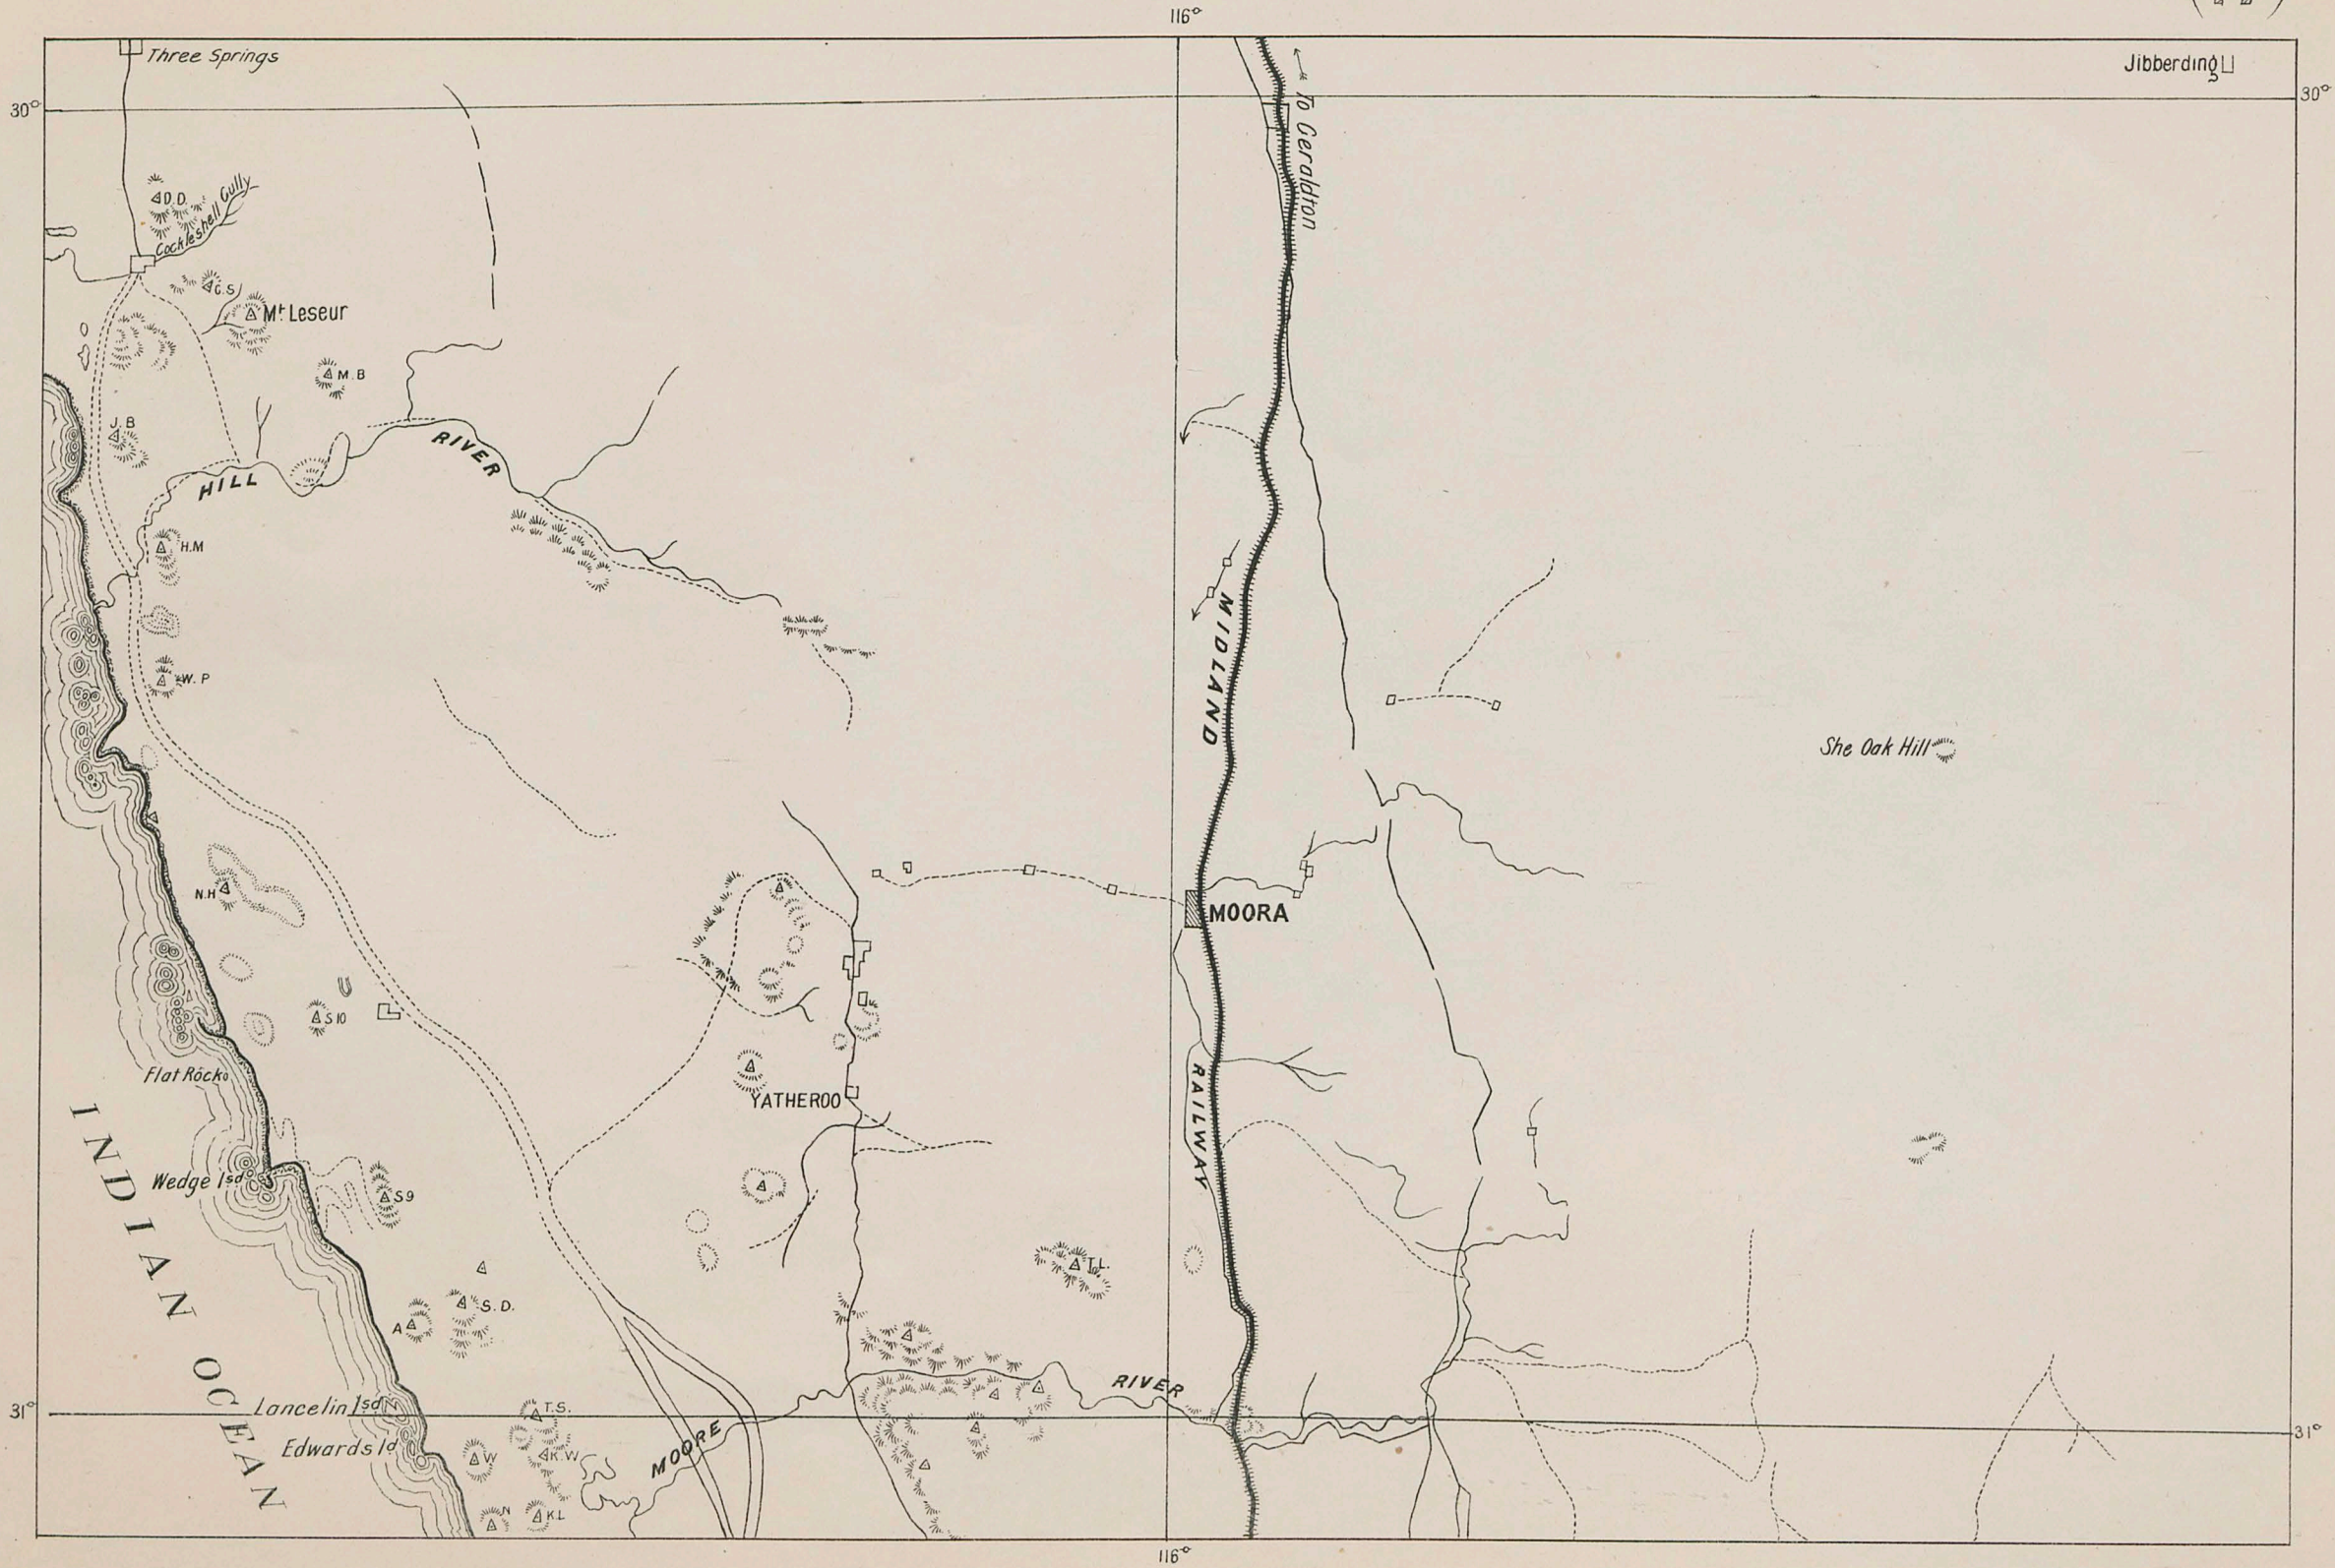 116°
Three Springs
Jibberding
30°
30°
To Geraldton
D.D.
Cockleshell Gully
C.S
Mt. Leseur
M.B
J.B
HILL RIVER
H.M
W.P
MIDLAND RAILWAY
She Oak Hill
N.H
MOORA
S10
Flat Rock
YATHEROO
INDIAN OCEAN
Wedge Isd
S9
T.L.
S.D.
A
MOORE RIVER
Lancelin Isd
T.S.
31°
31°
Edwards Id
W
K.W
N
K.L
116°